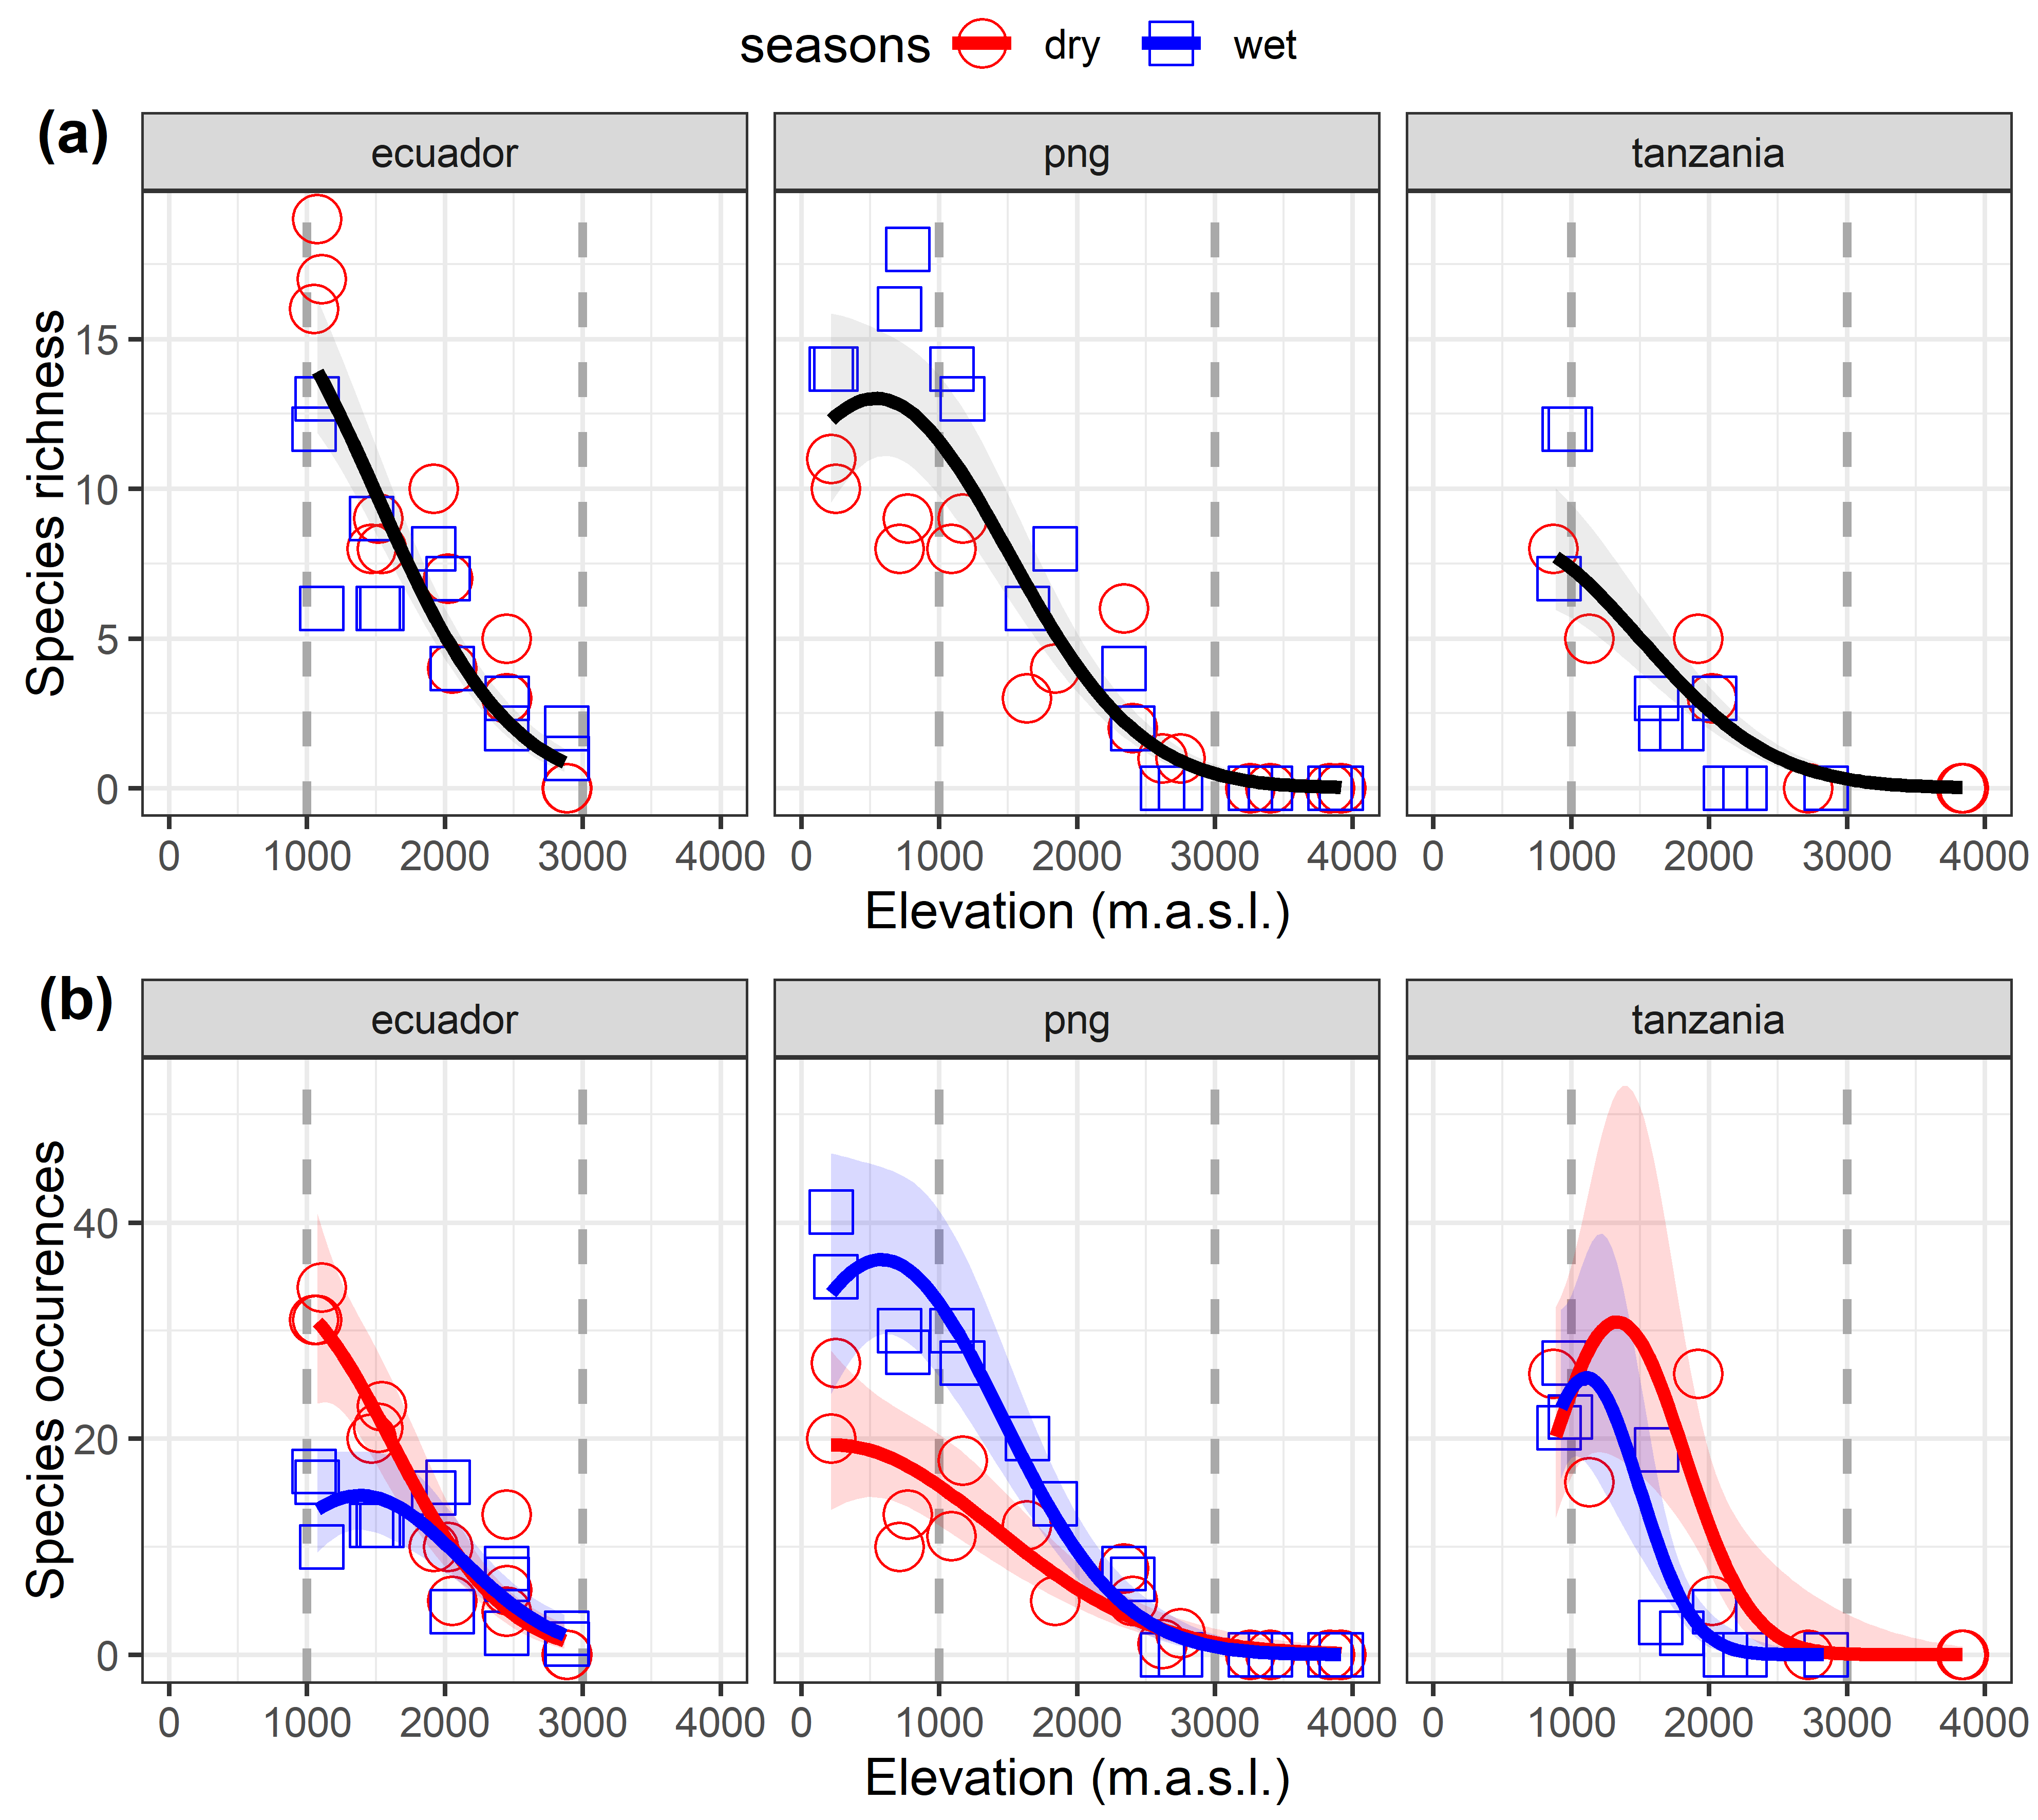 seasons dry wet
(a)
ecuador png tanzania
Species richness
15
10
5
0
0 1000 2000 3000 4000 0 1000 2000 3000 4000 0 1000 2000 3000 4000
Elevation (m.a.s.l.)
(b)
ecuador png tanzania
Species occurences
40
20
0
0 1000 2000 3000 4000 0 1000 2000 3000 4000 0 1000 2000 3000 4000
Elevation (m.a.s.l.)